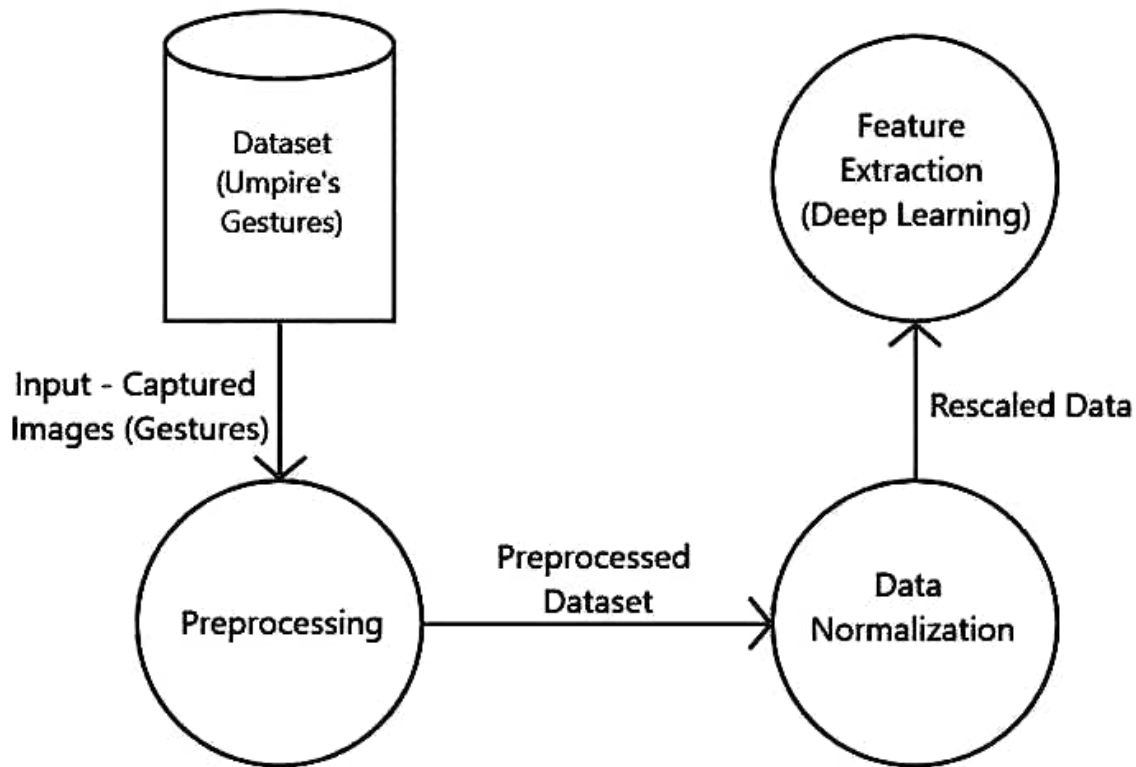 Dataset
(Umpire's
Gestures)
Input - Captured
Images (Gestures)
Preprocessing
Preprocessed
Dataset
Data
Normalization
Rescaled Data
Feature
Extraction
(Deep Learning)